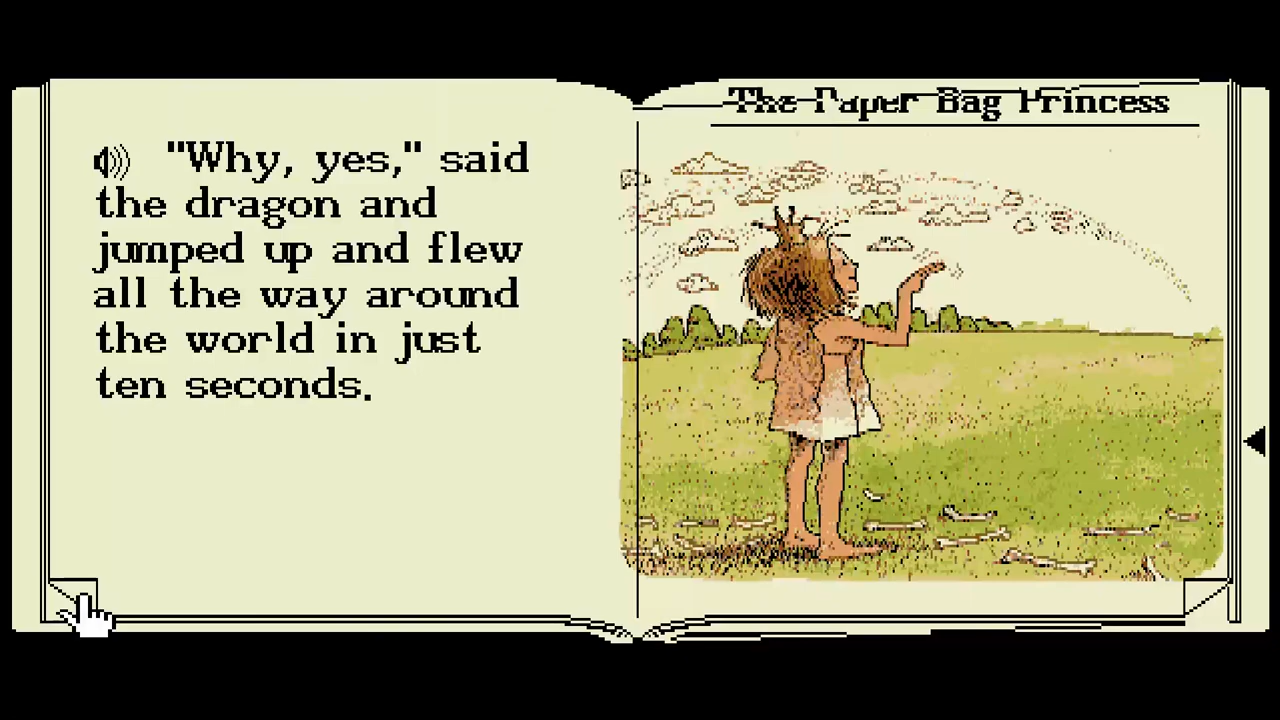 The Paper Bag Princess
"Why, yes," said
the dragon and
jumped up and flew
all the way around
the world in just
ten seconds.